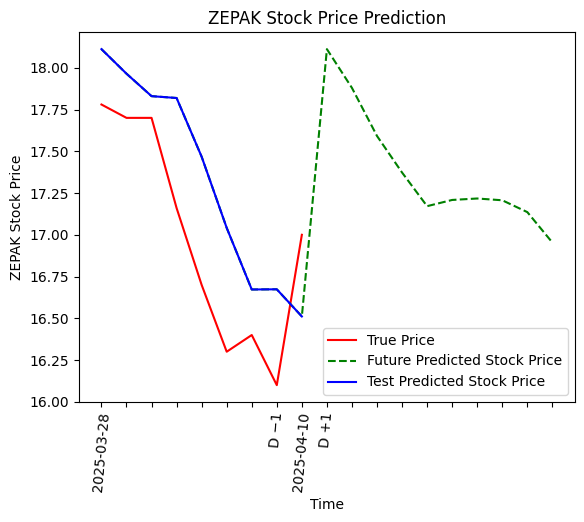 ZEPAK Stock Price Prediction
ZEPAK Stock Price
18.00
17.75
17.50
17.25
17.00
16.75
16.50
16.25
16.00
True Price
Future Predicted Stock Price
Test Predicted Stock Price
2025-03-28
D −1
2025-04-10
D +1
Time